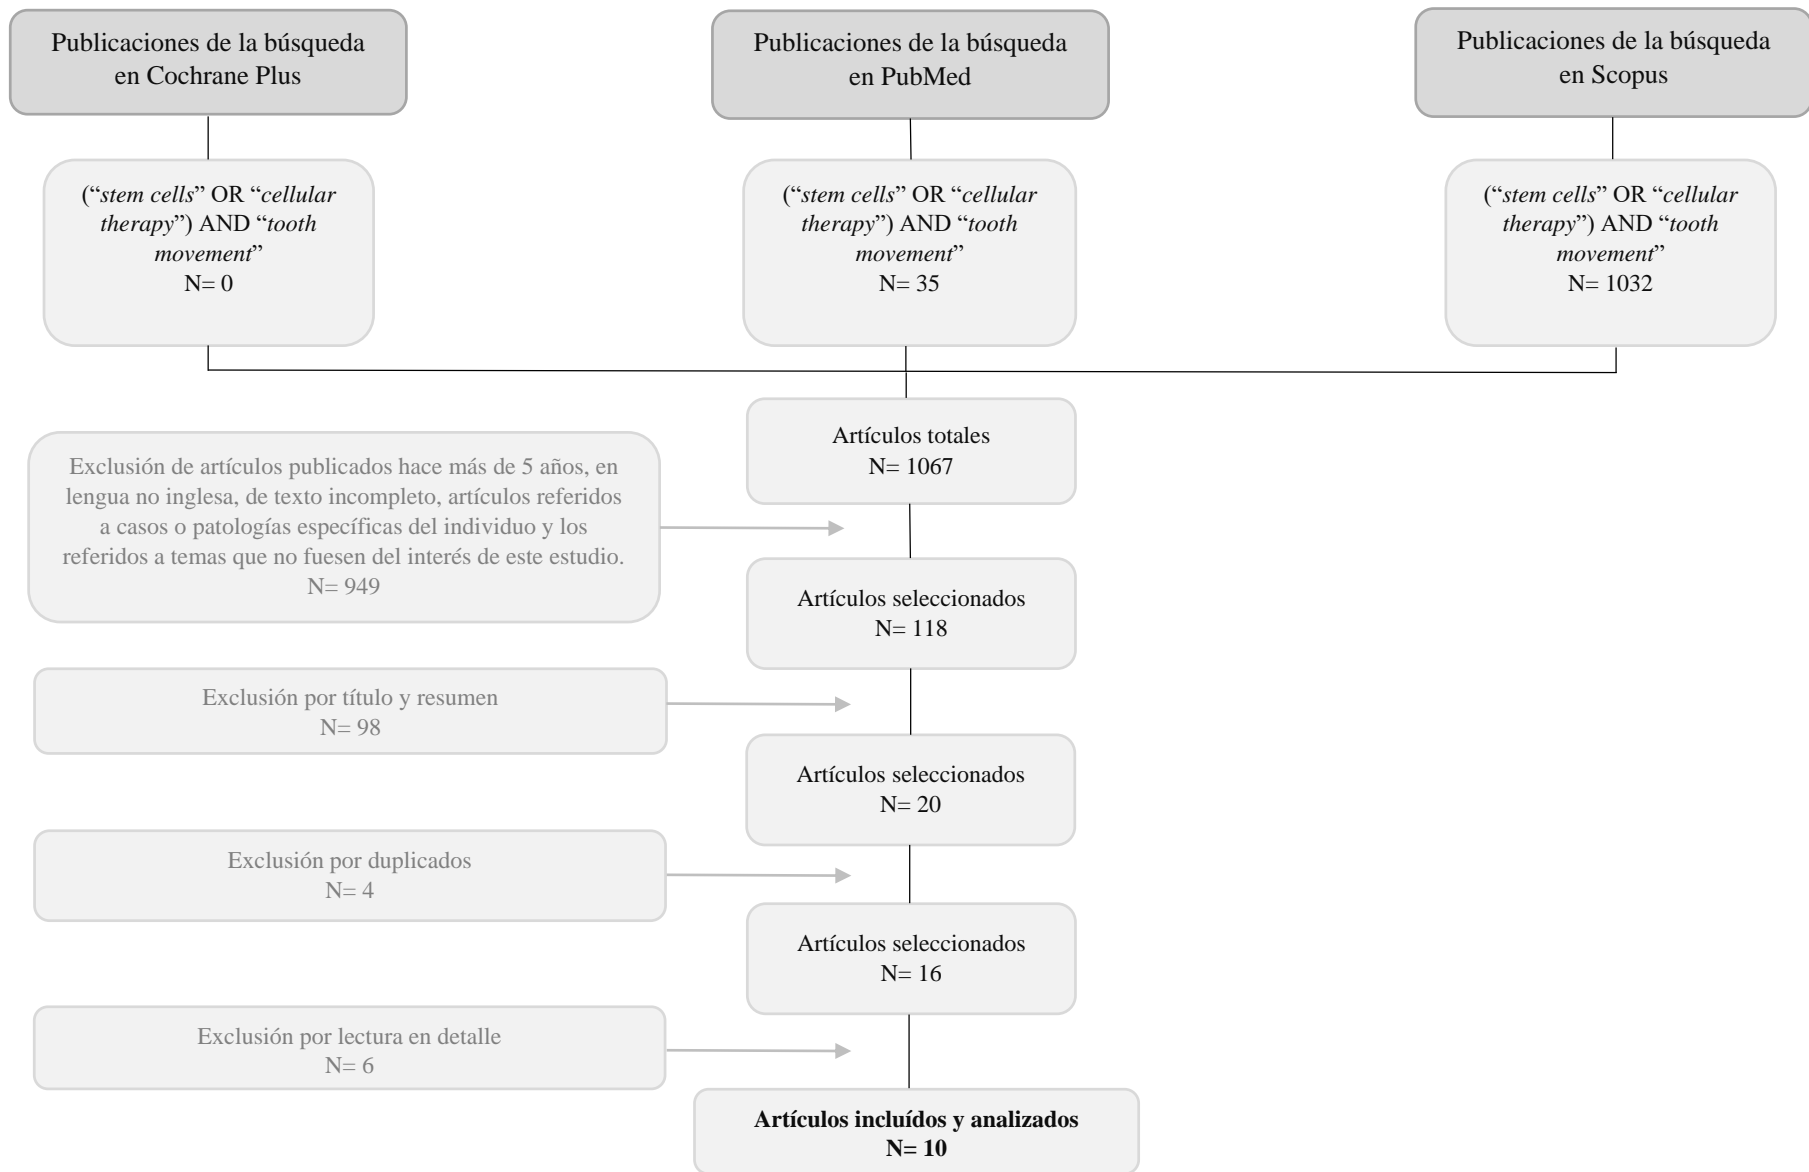 Publicaciones de la búsqueda
en Cochrane Plus
Publicaciones de la búsqueda
en PubMed
Publicaciones de la búsqueda
en Scopus
(“stem cells” OR “cellular
therapy”) AND “tooth
movement”
N= 0
(“stem cells” OR “cellular
therapy”) AND “tooth
movement”
N= 35
(“stem cells” OR “cellular
therapy”) AND “tooth
movement”
N= 1032
Artículos totales
N= 1067
Exclusión de artículos publicados hace más de 5 años, en
lengua no inglesa, de texto incompleto, artículos referidos
a casos o patologías específicas del individuo y los
referidos a temas que no fuesen del interés de este estudio.
N= 949
Artículos seleccionados
N= 118
Exclusión por título y resumen
N= 98
Artículos seleccionados
N= 20
Exclusión por duplicados
N= 4
Artículos seleccionados
N= 16
Exclusión por lectura en detalle
N= 6
Artículos incluídos y analizados
N= 10